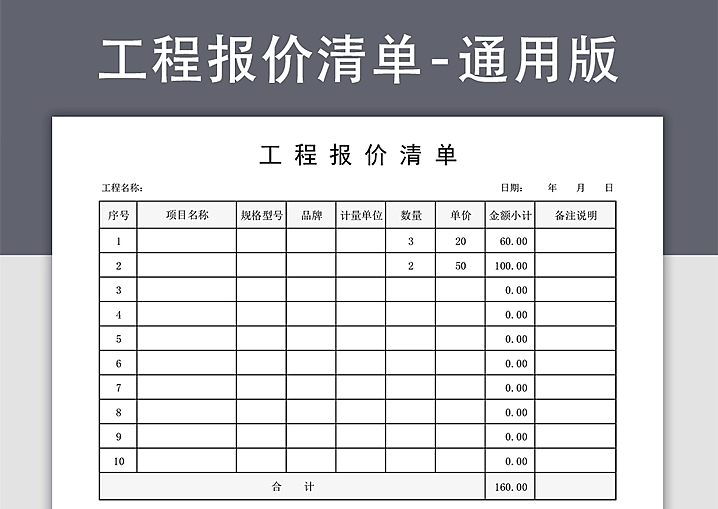 工程报价清单-通用版
工程报价清单
工程名称： 日期： 年 月 日
序号 项目名称 规格型号 品牌 计量单位 数量 单价 金额小计 备注说明
1 3 20 60.00
2 2 50 100.00
3 0.00
4 0.00
5 0.00
6 0.00
7 0.00
8 0.00
9 0.00
10 0.00
合 计 160.00